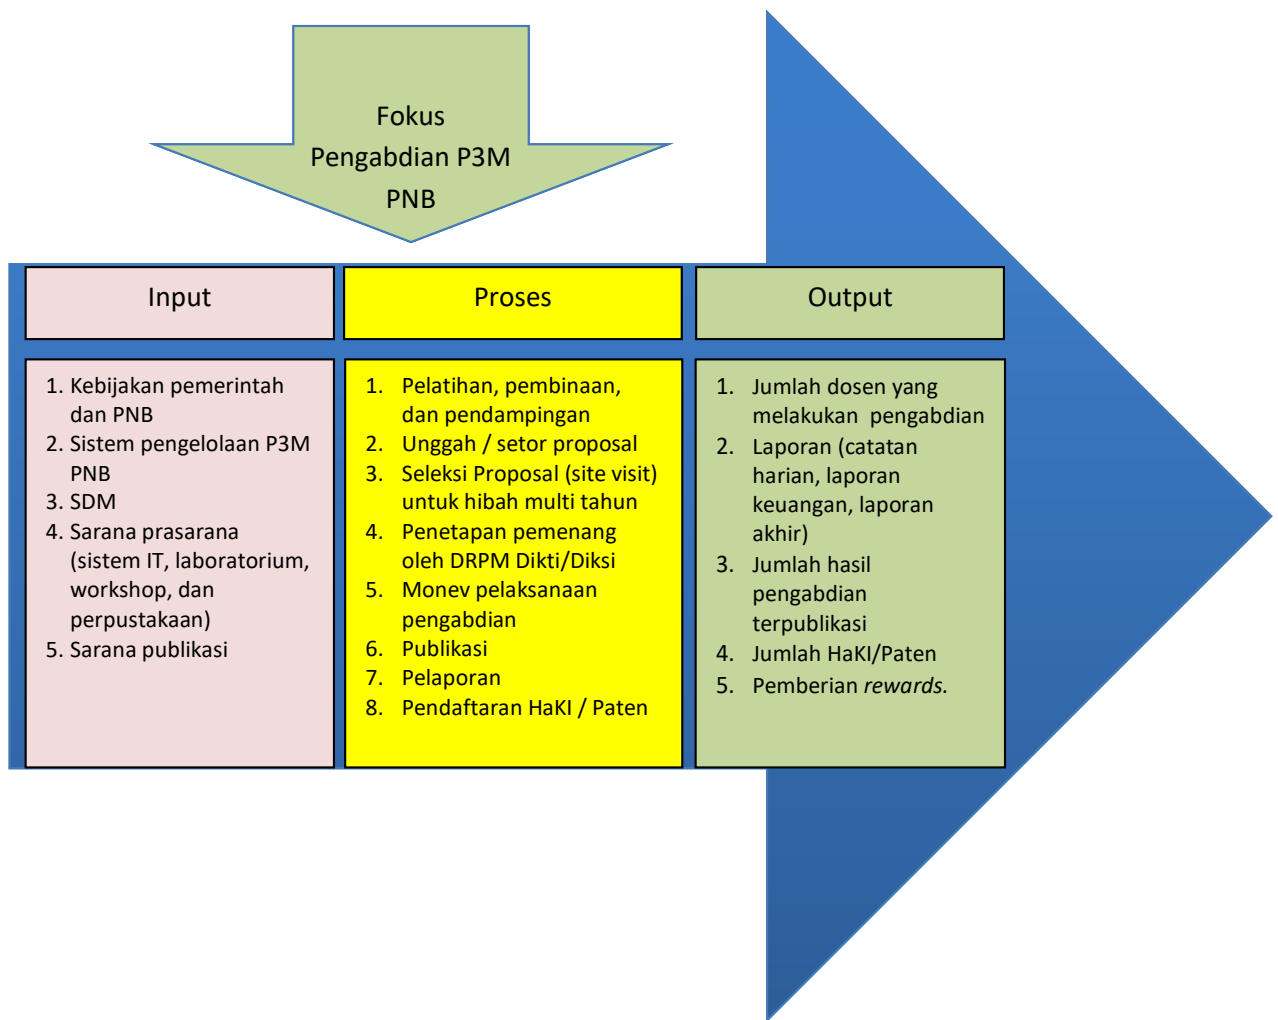 Fokus
Pengabdian P3M
PNB
Input
Proses
Output
1. Kebijakan pemerintah
dan PNB
2. Sistem pengelolaan P3M
PNB
3. SDM
4. Sarana prasarana
(sistem IT, laboratorium,
workshop, dan
perpustakaan)
5. Sarana publikasi
1. Pelatihan, pembinaan,
dan pendampingan
2. Unggah / setor proposal
3. Seleksi Proposal (site visit)
untuk hibah multi tahun
4. Penetapan pemenang
oleh DRPM Dikti/Diksi
5. Monev pelaksanaan
pengabdian
6. Publikasi
7. Pelaporan
8. Pendaftaran HaKI / Paten
1. Jumlah dosen yang
melakukan pengabdian
2. Laporan (catatan
harian, laporan
keuangan, laporan
akhir)
3. Jumlah hasil
pengabdian
terpublikasi
4. Jumlah HaKI/Paten
5. Pemberian rewards.